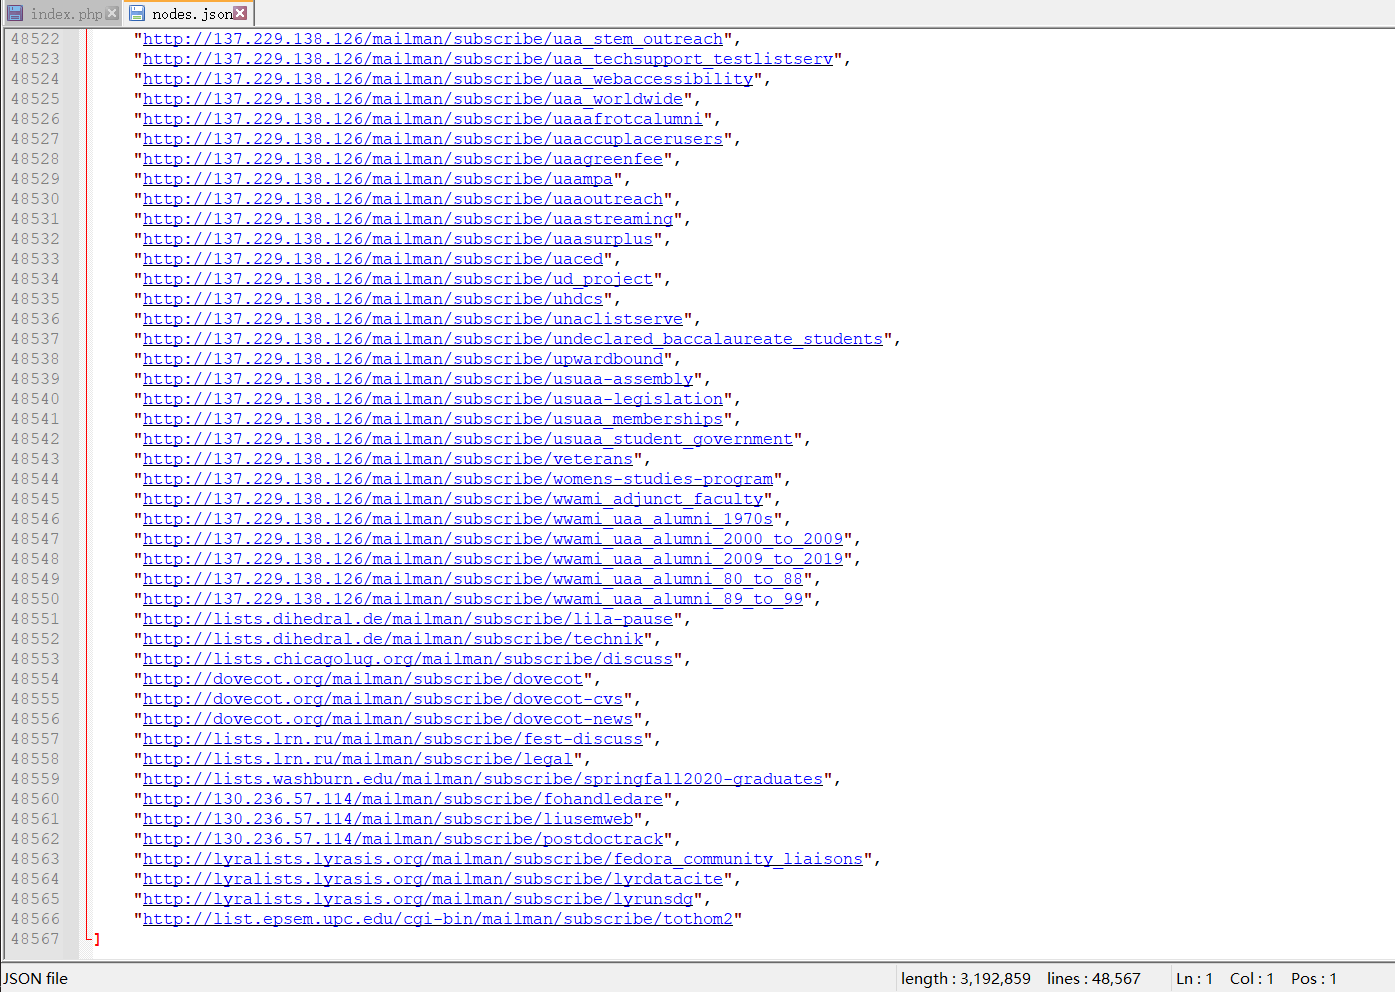 index.php nodes.json
48522 "http://137.229.138.126/mailman/subscribe/uaa_stem_outreach",
48523 "http://137.229.138.126/mailman/subscribe/uaa_techsupport_testlistserv",
48524 "http://137.229.138.126/mailman/subscribe/uaa_webaccessibility",
48525 "http://137.229.138.126/mailman/subscribe/uaa_worldwide",
48526 "http://137.229.138.126/mailman/subscribe/uaaafrotcalumni",
48527 "http://137.229.138.126/mailman/subscribe/uaaccuplacerusers",
48528 "http://137.229.138.126/mailman/subscribe/uaagreenfee",
48529 "http://137.229.138.126/mailman/subscribe/uaampa",
48530 "http://137.229.138.126/mailman/subscribe/uaaoutreach",
48531 "http://137.229.138.126/mailman/subscribe/uaastreaming",
48532 "http://137.229.138.126/mailman/subscribe/uaasurplus",
48533 "http://137.229.138.126/mailman/subscribe/uaced",
48534 "http://137.229.138.126/mailman/subscribe/ud_project",
48535 "http://137.229.138.126/mailman/subscribe/uhdcs",
48536 "http://137.229.138.126/mailman/subscribe/unaclistserve",
48537 "http://137.229.138.126/mailman/subscribe/undeclared_baccalaureate_students",
48538 "http://137.229.138.126/mailman/subscribe/upwardbound",
48539 "http://137.229.138.126/mailman/subscribe/usuaa-assembly",
48540 "http://137.229.138.126/mailman/subscribe/usuaa-legislation",
48541 "http://137.229.138.126/mailman/subscribe/usuaa_memberships",
48542 "http://137.229.138.126/mailman/subscribe/usuaa_student_government",
48543 "http://137.229.138.126/mailman/subscribe/veterans",
48544 "http://137.229.138.126/mailman/subscribe/womens-studies-program",
48545 "http://137.229.138.126/mailman/subscribe/wwami_adjunct_faculty",
48546 "http://137.229.138.126/mailman/subscribe/wwami_uaa_alumni_1970s",
48547 "http://137.229.138.126/mailman/subscribe/wwami_uaa_alumni_2000_to_2009",
48548 "http://137.229.138.126/mailman/subscribe/wwami_uaa_alumni_2009_to_2019",
48549 "http://137.229.138.126/mailman/subscribe/wwami_uaa_alumni_80_to_88",
48550 "http://137.229.138.126/mailman/subscribe/wwami_uaa_alumni_89_to_99",
48551 "http://lists.dihedral.de/mailman/subscribe/lila-pause",
48552 "http://lists.dihedral.de/mailman/subscribe/technik",
48553 "http://lists.chicagolug.org/mailman/subscribe/discuss",
48554 "http://dovecot.org/mailman/subscribe/dovecot",
48555 "http://dovecot.org/mailman/subscribe/dovecot-cvs",
48556 "http://dovecot.org/mailman/subscribe/dovecot-news",
48557 "http://lists.lrn.ru/mailman/subscribe/fest-discuss",
48558 "http://lists.lrn.ru/mailman/subscribe/legal",
48559 "http://lists.washburn.edu/mailman/subscribe/springfall2020-graduates",
48560 "http://130.236.57.114/mailman/subscribe/fohandledare",
48561 "http://130.236.57.114/mailman/subscribe/liusemweb",
48562 "http://130.236.57.114/mailman/subscribe/postdoctrack",
48563 "http://lyralists.lyrasis.org/mailman/subscribe/fedora_community_liaisons",
48564 "http://lyralists.lyrasis.org/mailman/subscribe/lyrdatacite",
48565 "http://lyralists.lyrasis.org/mailman/subscribe/lyrunsdg",
48566 "http://list.epsem.upc.edu/cgi-bin/mailman/subscribe/tothom2"
48567 ]
JSON file length : 3,192,859 lines : 48,567 Ln : 1 Col : 1 Pos : 1